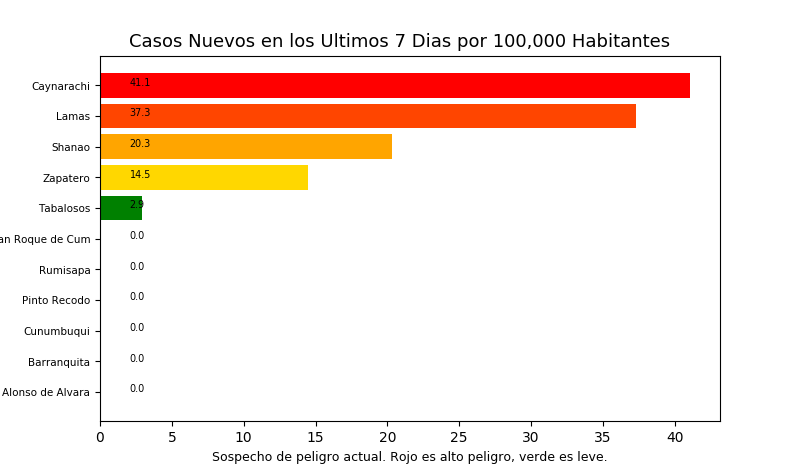 Casos Nuevos en los Ultimos 7 Dias por 100,000 Habitantes
Caynarachi 41.1
Lamas 37.3
Shanao 20.3
Zapatero 14.5
Tabalosos 2.9
an Roque de Cum 0.0
Rumisapa 0.0
Pinto Recodo 0.0
Cunumbuqui 0.0
Barranquita 0.0
Alonso de Alvara 0.0
0 5 10 15 20 25 30 35 40
Sospecho de peligro actual. Rojo es alto peligro, verde es leve.